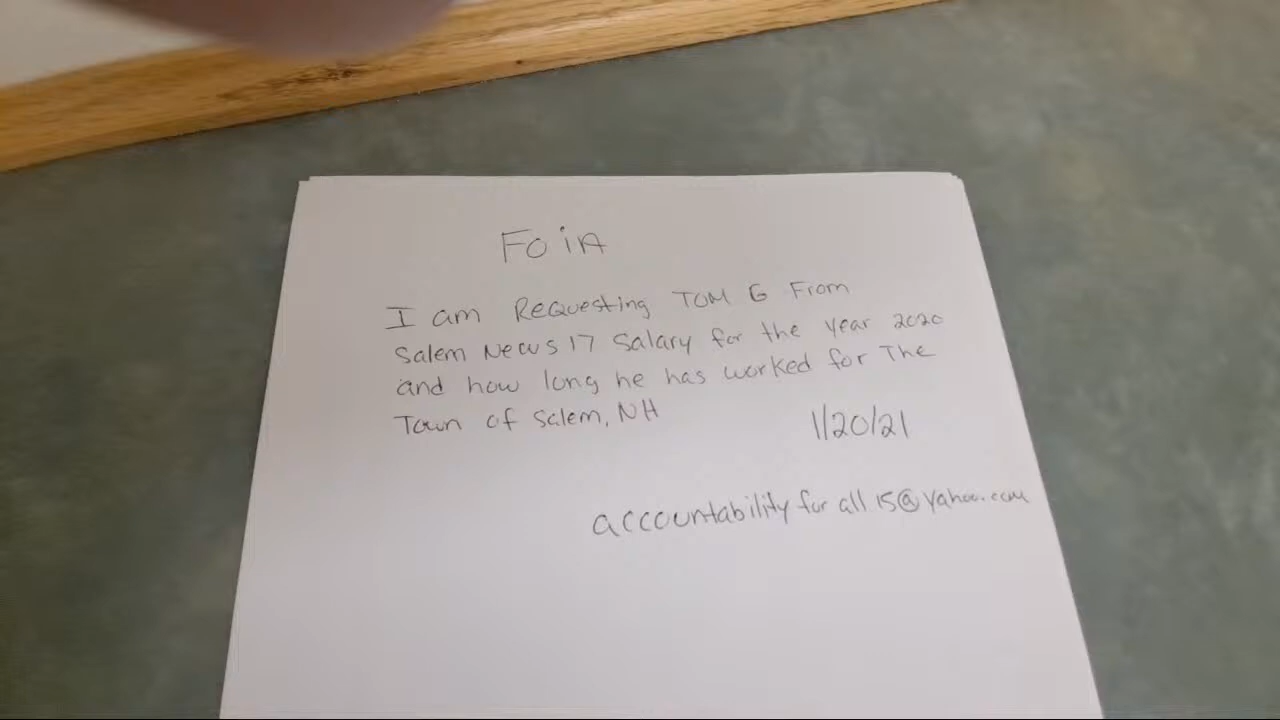 FOiA
I am Requesting TOM G From
Salem News 17 Salary for the year 2020
and how long he has worked for The
Town of Salem, NH
1/20/21
accountability for all 15@Yahoo.com